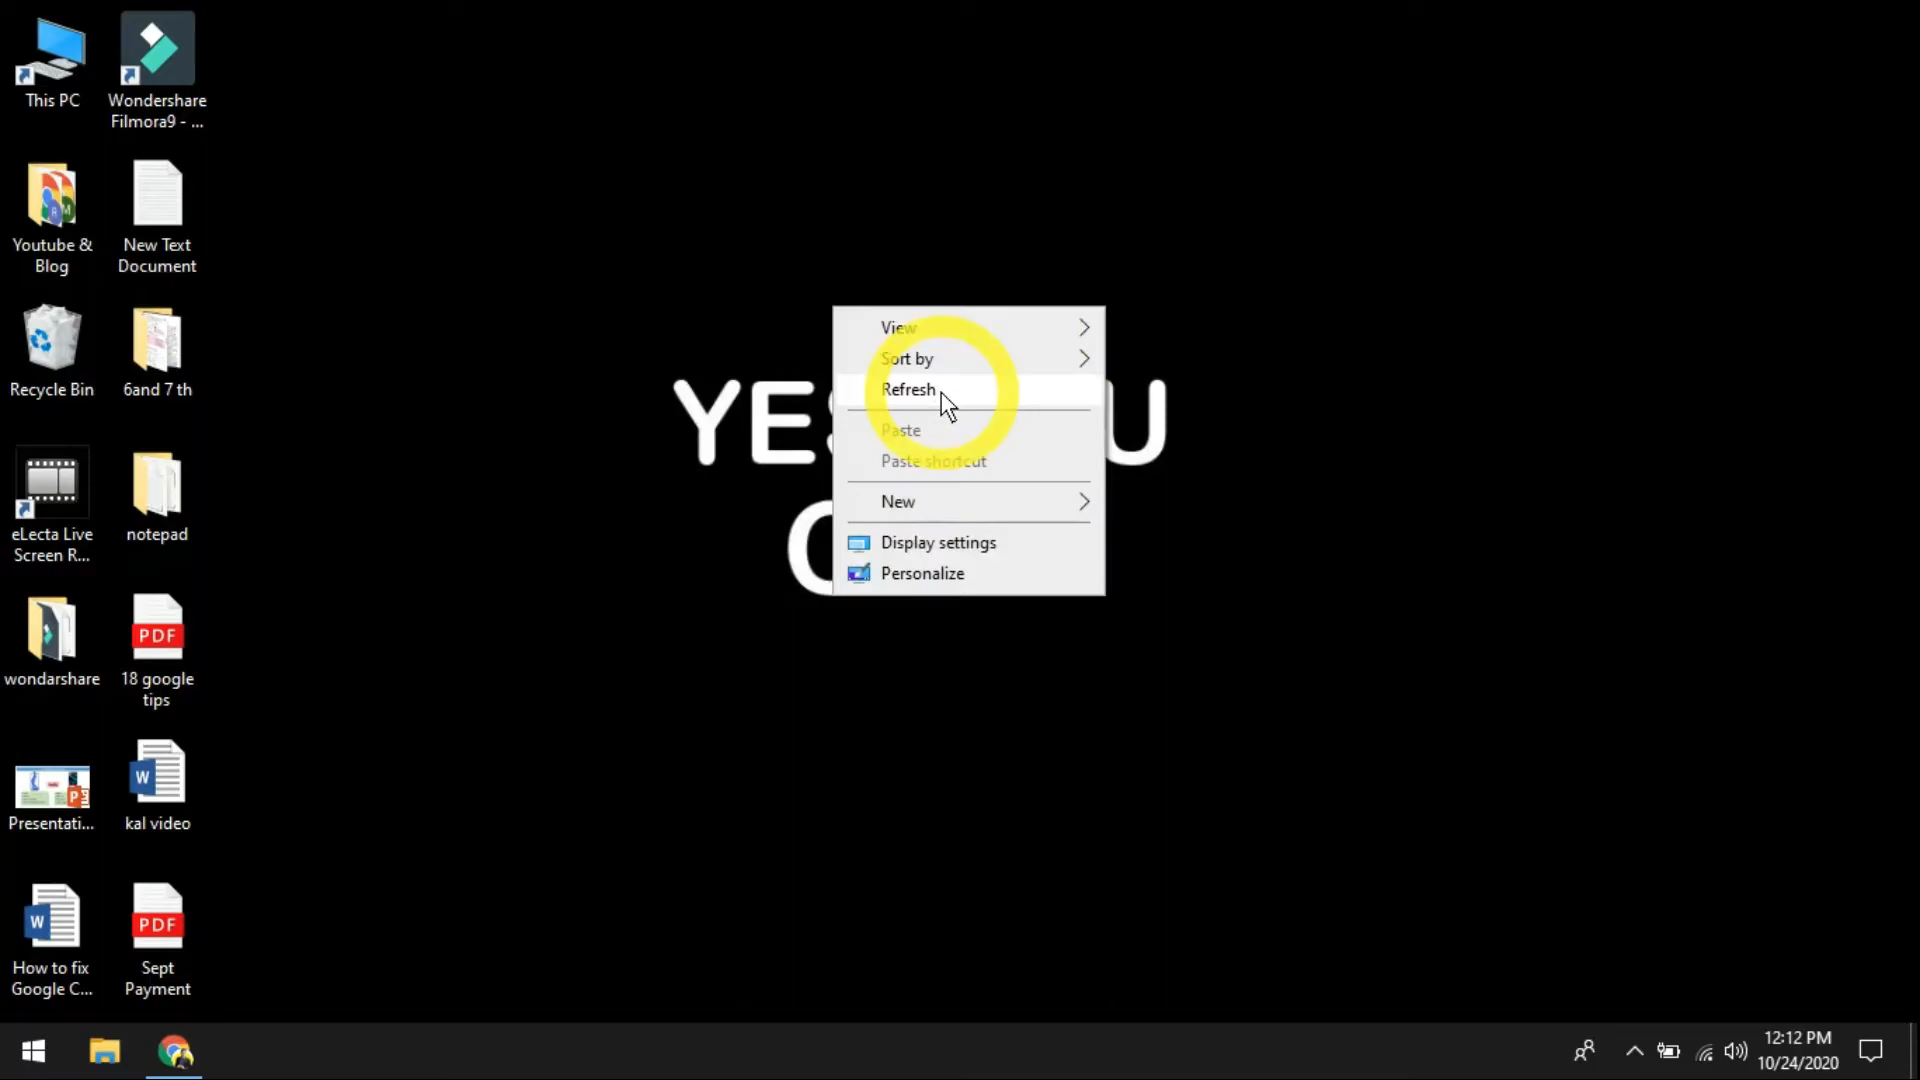 This PC
Wondershare
Filmora9 - ...
Youtube &
Blog
New Text
Document
Recycle Bin
6and 7 th
eLecta Live
Screen R...
notepad
wondarshare
PDF
18 google
tips
Presentati...
W
kal video
W
How to fix
Google C...
PDF
Sept
Payment
YES
U
View
Sort by
Refresh
Paste
Paste shortcut
New
Display settings
Personalize
12:12 PM
10/24/2020